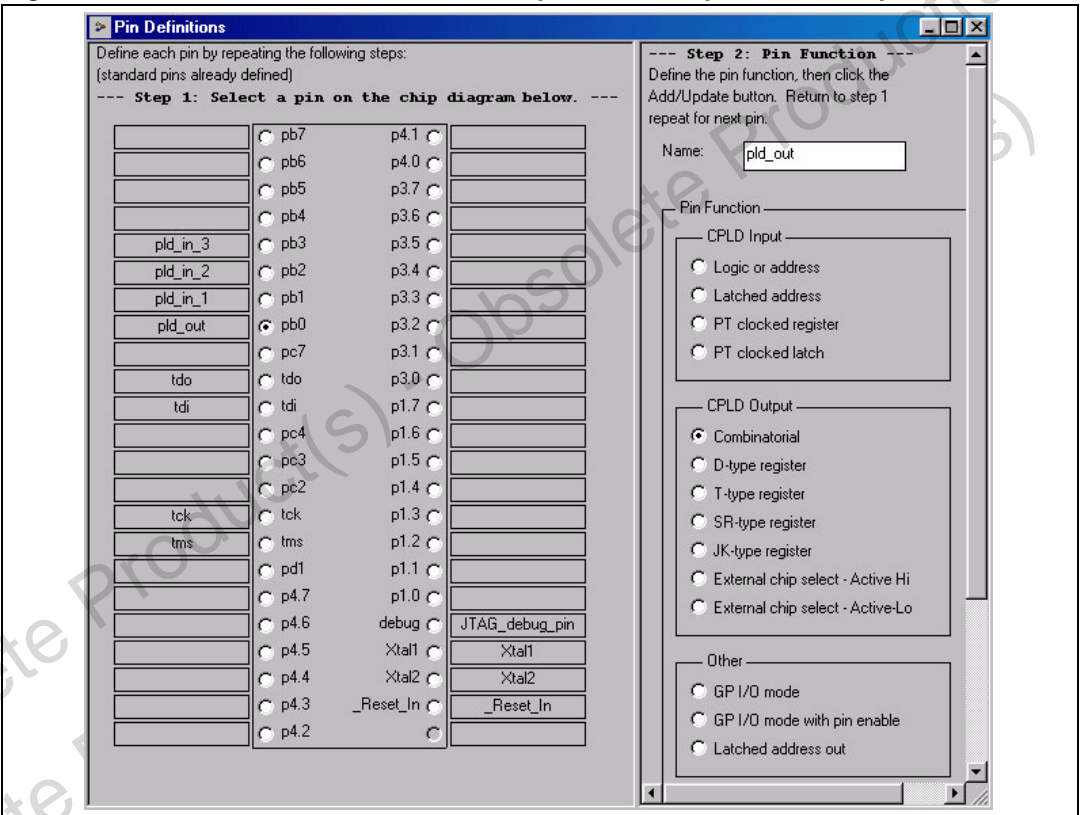 Pin Definitions
Define each pin by repeating the following steps:
(standard pins already defined)
--- Step 1: Select a pin on the chip diagram below. ---
pb7 p4.1
pb6 p4.0
pb5 p3.7
pb4 p3.6
pld_in_3 pb3 p3.5
pld_in_2 pb2 p3.4
pld_in_1 pb1 p3.3
pld_out pb0 p3.2
pc7 p3.1
tdo tdo p3.0
tdi tdi p1.7
pc4 p1.6
pc3 p1.5
pc2 p1.4
tck tck p1.3
tms tms p1.2
pd1 p1.1
p4.7 p1.0
p4.6 debug JTAG_debug_pin
p4.5 Xtal1 Xtal1
p4.4 Xtal2 Xtal2
p4.3 _Reset_In _Reset_In
p4.2
--- Step 2: Pin Function ---
Define the pin function, then click the
Add/Update button. Return to step 1
repeat for next pin.
Name: pld_out
Pin Function
CPLD Input
Logic or address
Latched address
PT clocked register
PT clocked latch
CPLD Output
Combinatorial
D-type register
T-type register
SR-type register
JK-type register
External chip select - Active Hi
External chip select - Active-Lo
Other
GP I/O mode
GP I/O mode with pin enable
Latched address out
Obsolete Product(s) - Obsolete Product(s)